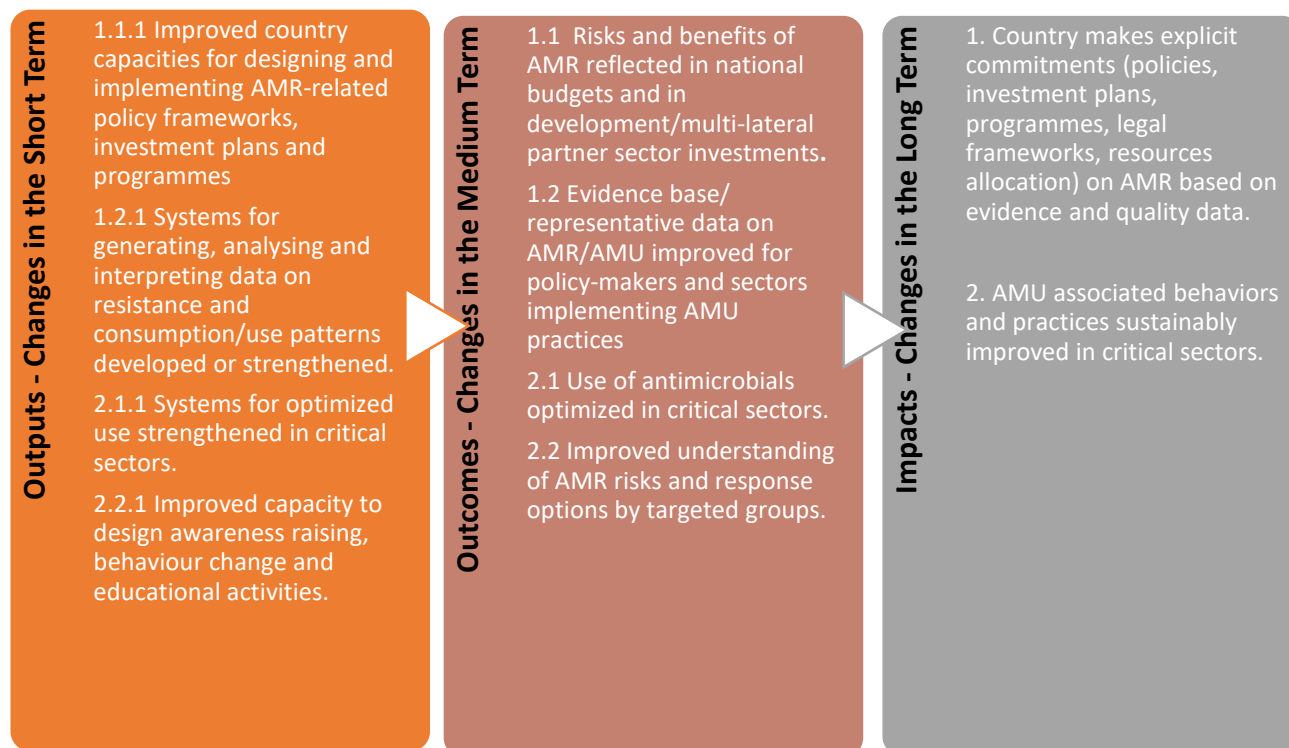 Outputs - Changes in the Short Term
1.1.1 Improved country
capacities for designing and
implementing AMR-related
policy frameworks,
investment plans and
programmes
1.2.1 Systems for
generating, analysing and
interpreting data on
resistance and
consumption/use patterns
developed or strengthened.
2.1.1 Systems for optimized
use strengthened in critical
sectors.
2.2.1 Improved capacity to
design awareness raising,
behaviour change and
educational activities.
Outcomes - Changes in the Medium Term
1.1 Risks and benefits of
AMR reflected in national
budgets and in
development/multi-lateral
partner sector investments.
1.2 Evidence base/
representative data on
AMR/AMU improved for
policy-makers and sectors
implementing AMU
practices
2.1 Use of antimicrobials
optimized in critical sectors.
2.2 Improved understanding
of AMR risks and response
options by targeted groups.
Impacts - Changes in the Long Term
1. Country makes explicit
commitments (policies,
investment plans,
programmes, legal
frameworks, resources
allocation) on AMR based on
evidence and quality data.
2. AMU associated behaviors
and practices sustainably
improved in critical sectors.